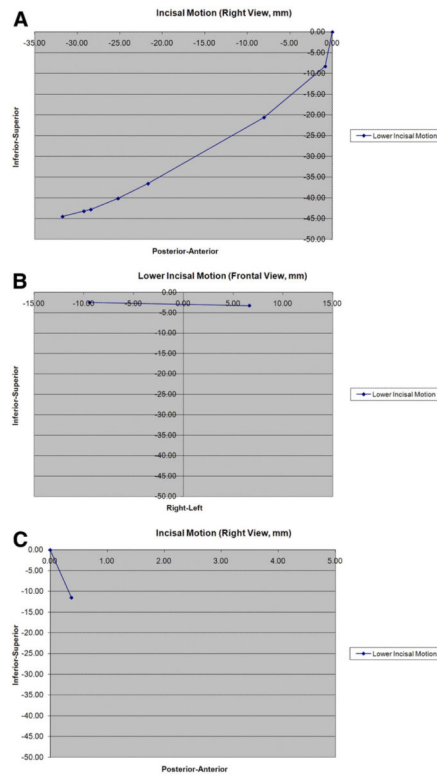 A
Incisal Motion (Right View, mm)
-35.00 -30.00 -25.00 -20.00 -15.00 -10.00 -5.00 0.00
0.00
-5.00
-10.00
-15.00
-20.00
-25.00
-30.00
-35.00
-40.00
-45.00
-50.00
Inferior-Superior
Posterior-Anterior
Lower Incisal Motion
B
Lower Incisal Motion (Frontal View, mm)
0.00
-15.00 -10.00 -5.00 0.00 5.00 10.00 15.00
-5.00
-10.00
-15.00
-20.00
-25.00
-30.00
-35.00
-40.00
-45.00
-50.00
Inferior-Superior
Right-Left
Lower Incisal Motion
C
Incisal Motion (Right View, mm)
0.00
0.00 1.00 2.00 3.00 4.00 5.00
-5.00
-10.00
-15.00
-20.00
-25.00
-30.00
-35.00
-40.00
-45.00
-50.00
Inferior-Superior
Posterior-Anterior
Lower Incisal Motion